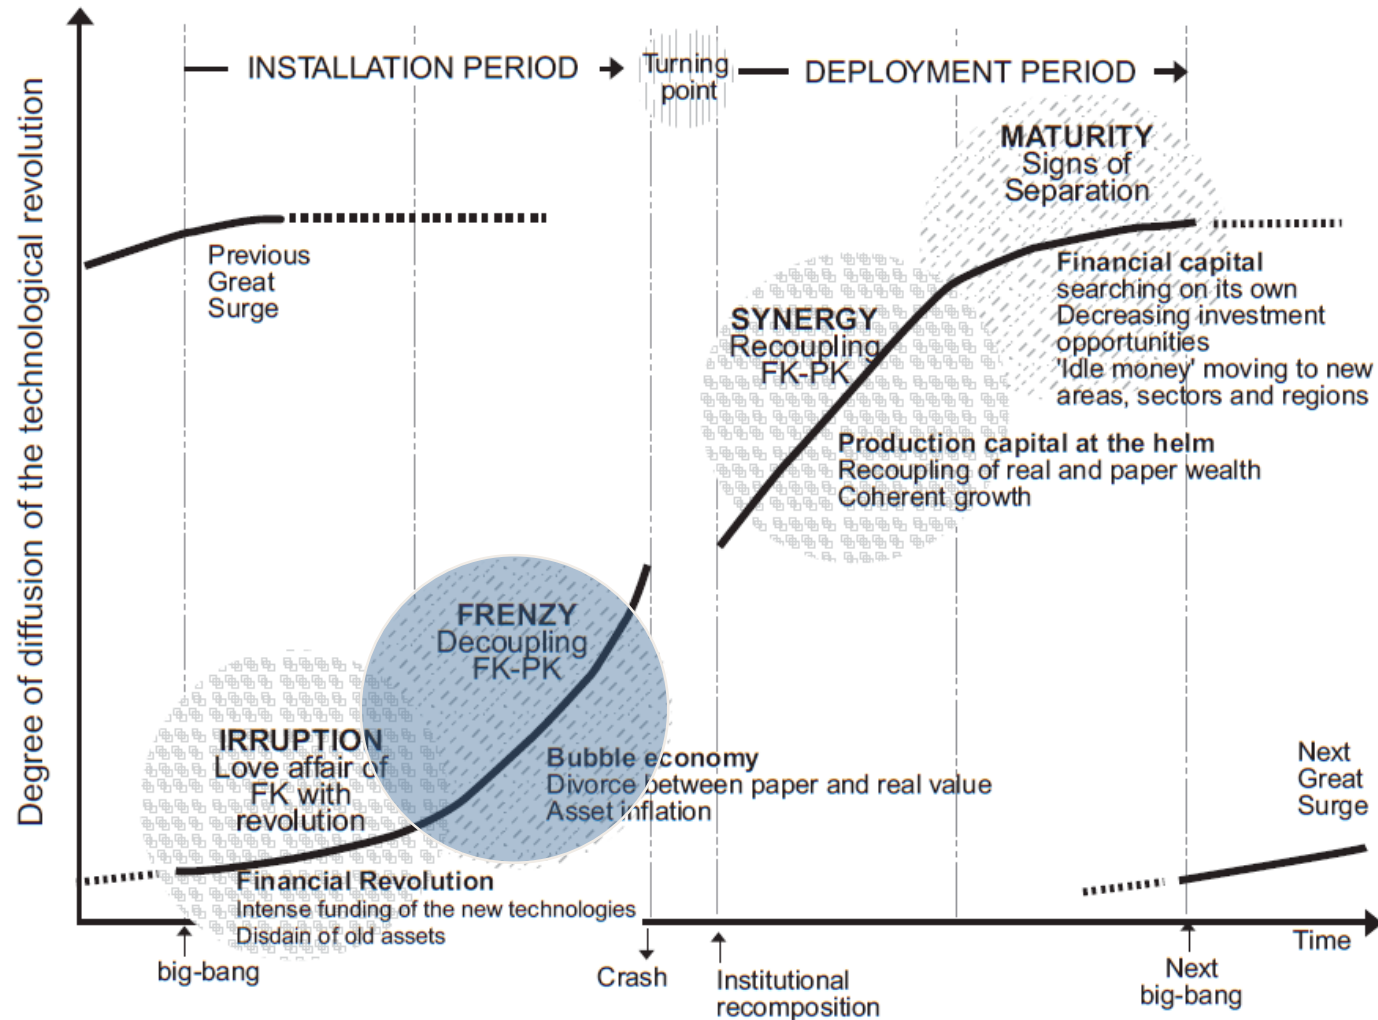 Degree of diffusion of the technological revolution
INSTALLATION PERIOD
Turning
point
DEPLOYMENT PERIOD
MATURITY
Signs of
Separation
Previous
Great
Surge
Financial capital
searching on its own
Decreasing investment
opportunities
'Idle money' moving to new
areas, sectors and regions
SYNERGY
Recoupling
FK-PK
Production capital at the helm
Recoupling of real and paper wealth
Coherent growth
FRENZY
Decoupling
FK-PK
Bubble economy
Divorce between paper and real value
Asset inflation
IRRUPTION
Love affair of
FK with
revolution
Financial Revolution
Intense funding of the new technologies
Disdain of old assets
Next
Great
Surge
Time
big-bang
Crash
Institutional
recomposition
Next
big-bang